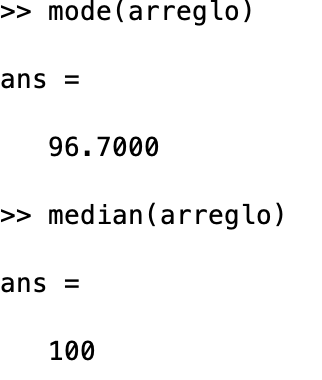 >> mode(arreglo)
ans =
96.7000
>> median(arreglo)
ans =
100